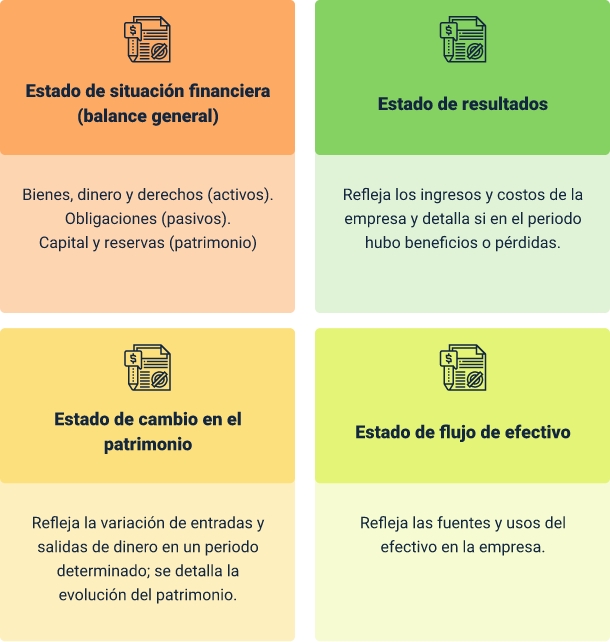 Estado de situación financiera
(balance general)
Bienes, dinero y derechos (activos).
Obligaciones (pasivos).
Capital y reservas (patrimonio)
Estado de resultados
Refleja los ingresos y costos de la
empresa y detalla si en el periodo
hubo beneficios o pérdidas.
Estado de cambio en el
patrimonio
Refleja la variación de entradas y
salidas de dinero en un periodo
determinado; se detalla la
evolución del patrimonio.
Estado de flujo de efectivo
Refleja las fuentes y usos del
efectivo en la empresa.